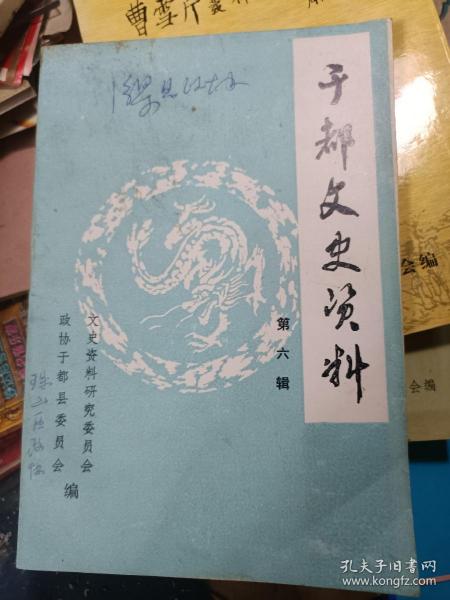 曹雪芹
于都文史资料
第六辑
文史资料研究委员会
政协于都县委员会
编
会编
会编
孔夫子旧书网
www.kongfz.com